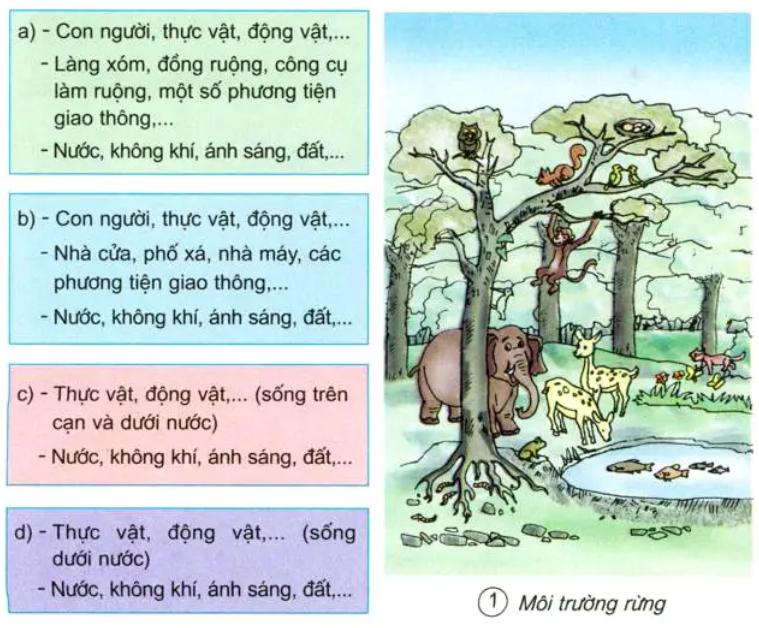 a) - Con người, thực vật, động vật,...
- Làng xóm, đồng ruộng, công cụ
làm ruộng, một số phương tiện
giao thông,...
- Nước, không khí, ánh sáng, đất,...
b) - Con người, thực vật, động vật,...
- Nhà cửa, phố xá, nhà máy, các
phương tiện giao thông,...
- Nước, không khí, ánh sáng, đất,...
c) - Thực vật, động vật,... (sống trên
cạn và dưới nước)
- Nước, không khí, ánh sáng, đất,...
d) - Thực vật, động vật,... (sống
dưới nước)
- Nước, không khí, ánh sáng, đất,...
1 Môi trường rừng